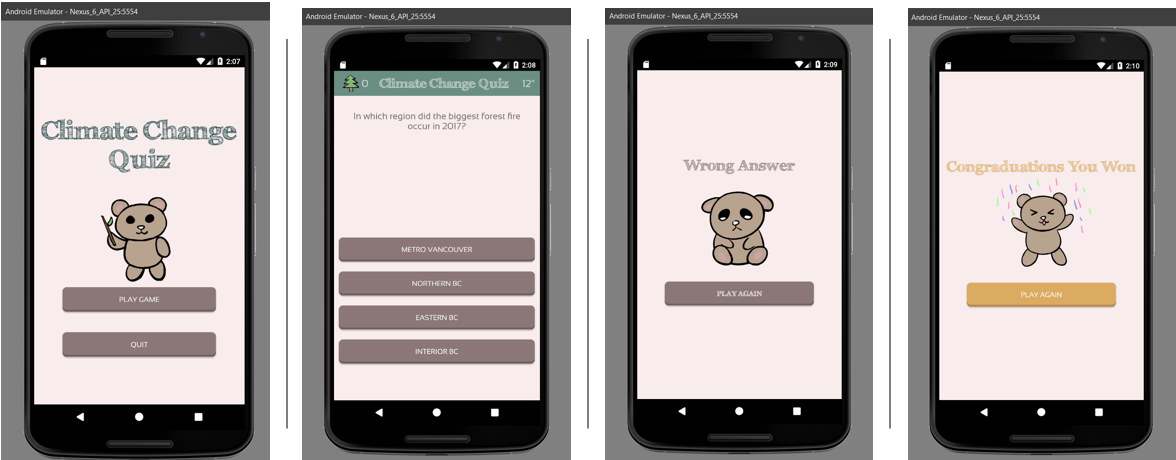 Android Emulator - Nexus_6_API_25:5554
2:07
Climate Change
Quiz
PLAY GAME
QUIT
Android Emulator - Nexus_6_API_25:5554
2:08
0 Climate Change Quiz 12"
In which region did the biggest forest fire
occur in 2017?
METRO VANCOUVER
NORTHERN BC
EASTERN BC
INTERIOR BC
Android Emulator - Nexus_6_API_25:5554
2:09
Wrong Answer
PLAY AGAIN
Android Emulator - Nexus_6_API_25:5554
2:10
Congraduations You Won
PLAY AGAIN